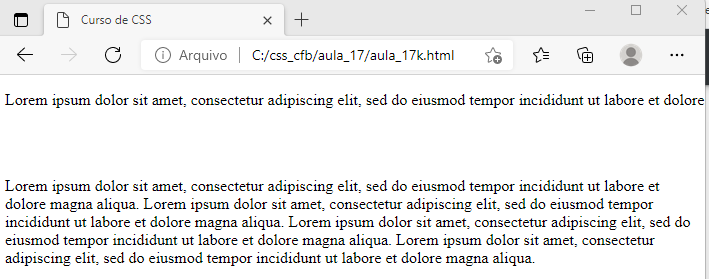 Curso de CSS
Arquivo C:/css_cfb/aula_17/aula_17k.html
Lorem ipsum dolor sit amet, consectetur adipiscing elit, sed do eiusmod tempor incididunt ut labore et dolore
Lorem ipsum dolor sit amet, consectetur adipiscing elit, sed do eiusmod tempor incididunt ut labore et
dolore magna aliqua. Lorem ipsum dolor sit amet, consectetur adipiscing elit, sed do eiusmod tempor
incididunt ut labore et dolore magna aliqua. Lorem ipsum dolor sit amet, consectetur adipiscing elit, sed do
eiusmod tempor incididunt ut labore et dolore magna aliqua. Lorem ipsum dolor sit amet, consectetur
adipiscing elit, sed do eiusmod tempor incididunt ut labore et dolore magna aliqua.